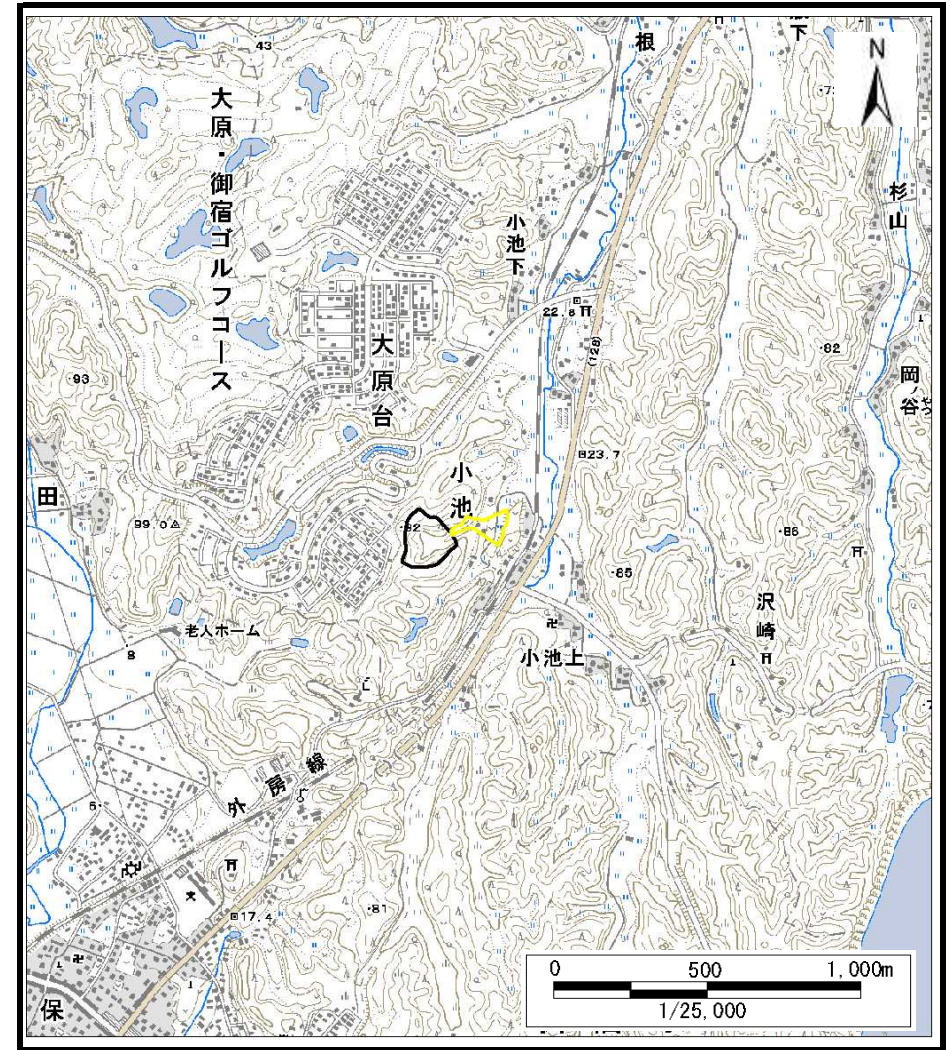 43
根
下
N
大原・御宿ゴルフコース
杉山
小池下
22.8
(128)
大原台
82
岡ノ谷
93
小池
23.7
田
99.0
92
86
85
沢崎
老人ホーム
8
小池上
外房線
6
81
17.4
保
0 500 1,000m
1/25,000